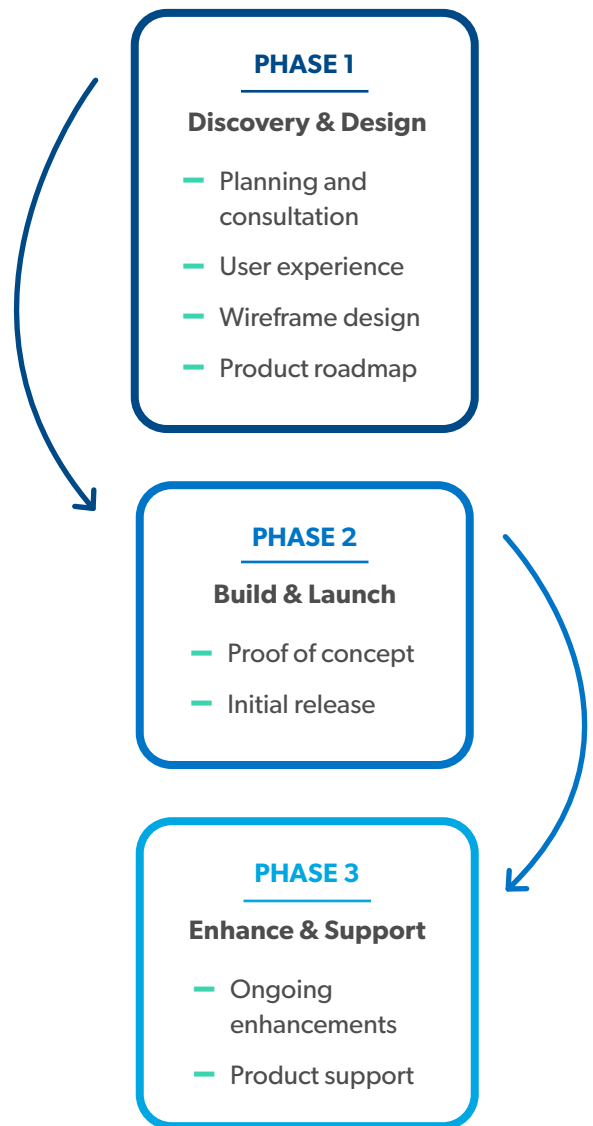 PHASE 1
Discovery & Design
Planning and
consultation
User experience
Wireframe design
Product roadmap
PHASE 2
Build & Launch
Proof of concept
Initial release
PHASE 3
Enhance & Support
Ongoing
enhancements
Product support